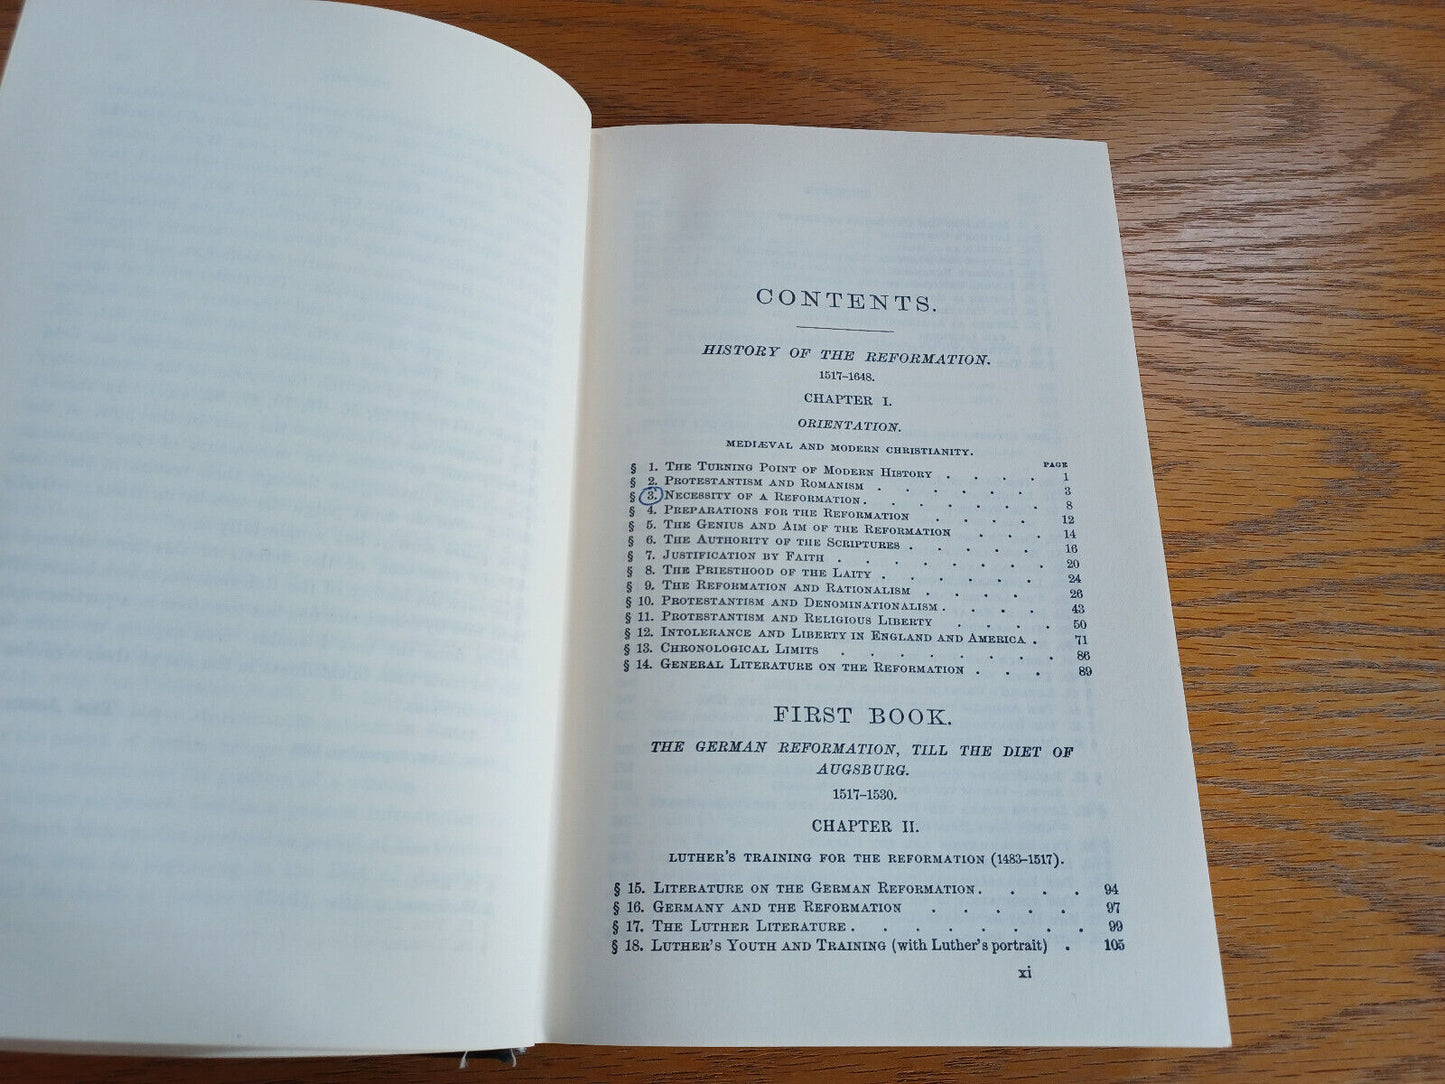 CONTENTS.
HISTORY OF THE REFORMATION.
1517–1648.
CHAPTER I.
ORIENTATION.
MEDIÆVAL AND MODERN CHRISTIANITY.
PAGE
§ 1. The Turning Point of Modern History . . . . 1
§ 2. Protestantism and Romanism . . . . . . 3
§ 3. Necessity of a Reformation . . . . . . 8
§ 4. Preparations for the Reformation . . . . 12
§ 5. The Genius and Aim of the Reformation . . . 14
§ 6. The Authority of the Scriptures . . . . . 16
§ 7. Justification by Faith . . . . . . . . 20
§ 8. The Priesthood of the Laity . . . . . . 24
§ 9. The Reformation and Rationalism . . . . 26
§ 10. Protestantism and Denominationalism . . . . 43
§ 11. Protestantism and Religious Liberty . . . . 50
§ 12. Intolerance and Liberty in England and America . 71
§ 13. Chronological Limits . . . . . . . 86
§ 14. General Literature on the Reformation . . . 89
FIRST BOOK.
THE GERMAN REFORMATION, TILL THE DIET OF
AUGSBURG.
1517–1530.
CHAPTER II.
LUTHER'S TRAINING FOR THE REFORMATION (1483–1517).
§ 15. Literature on the German Reformation . . . . 94
§ 16. Germany and the Reformation . . . . . 97
§ 17. The Luther Literature . . . . . . . 99
§ 18. Luther's Youth and Training (with Luther's portrait) . 105
xi